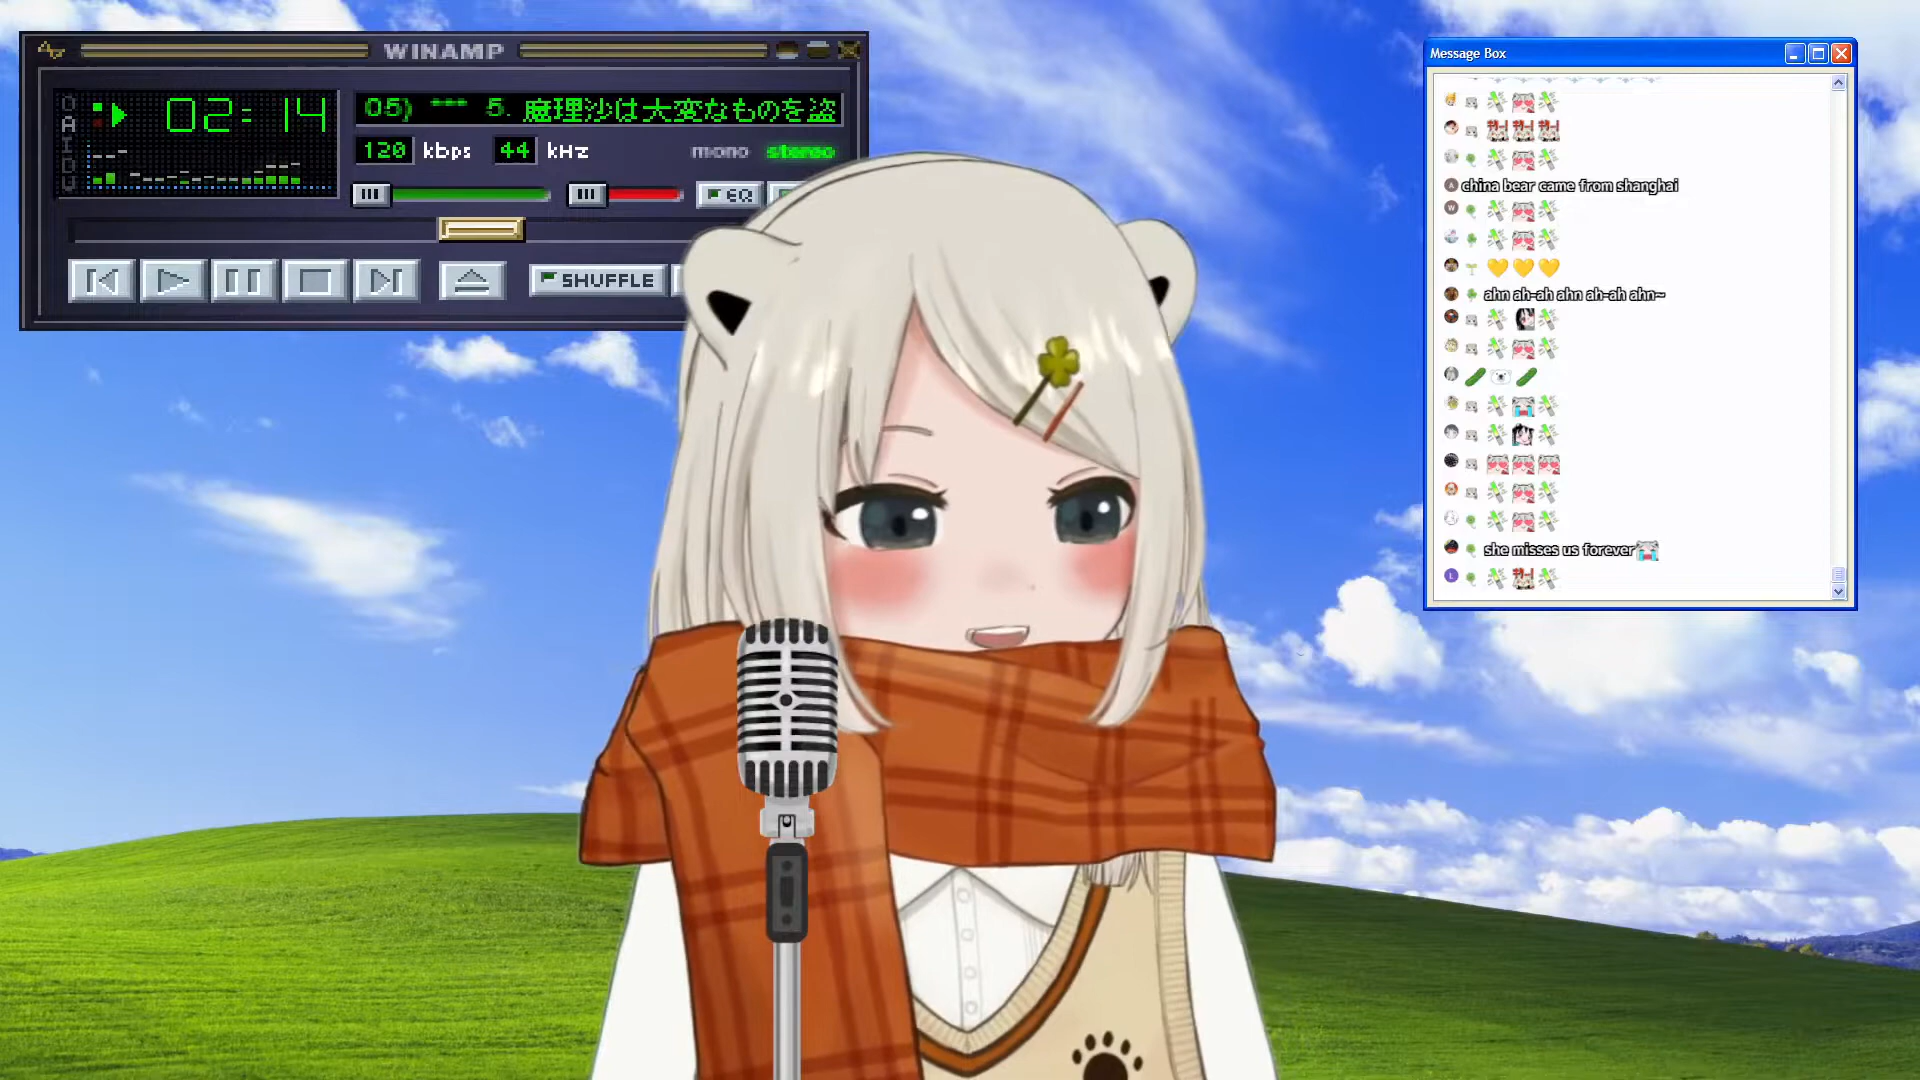 WINAMP
OAIDV
02:14
05) *** 5. 魔理沙は大変なものを盗
120 kbps 44 kHz mono stereo
EQ
SHUFFLE
Message Box
A china bear came from shanghai
W
ahn ah-ah ahn ah-ah ahn~
she misses us forever
L